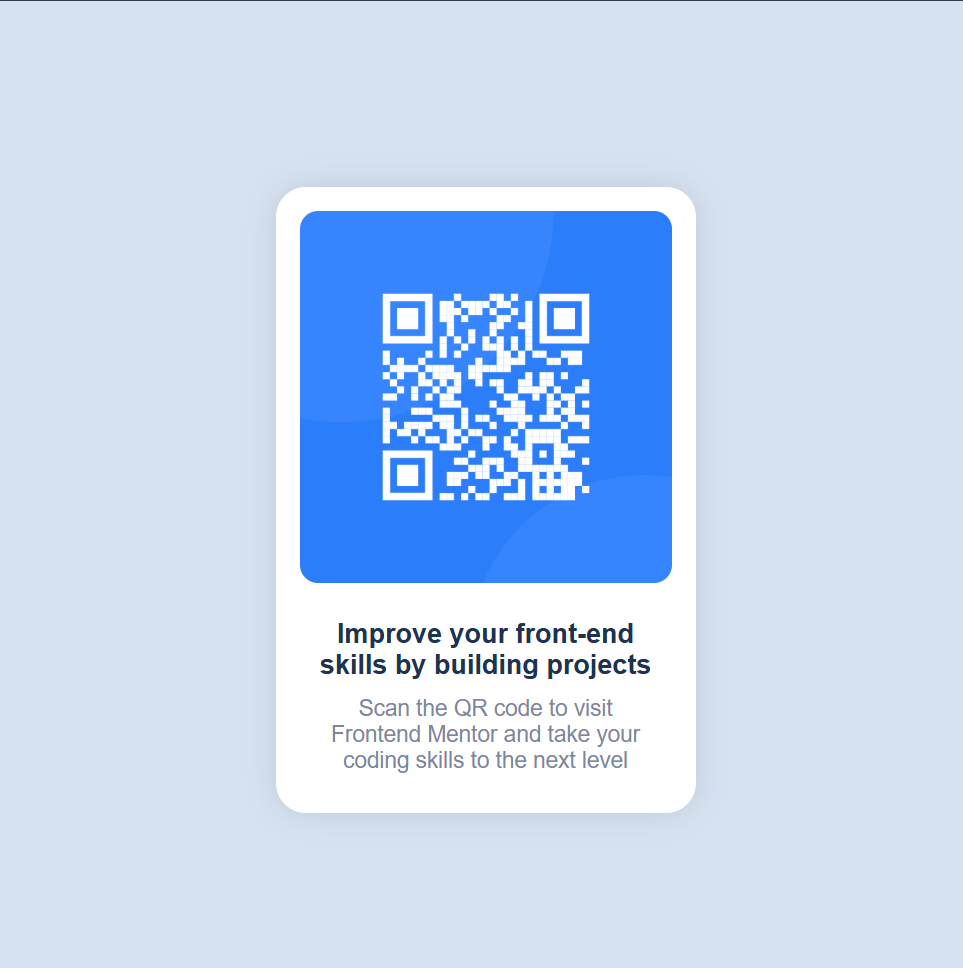 Improve your front-end
skills by building projects
Scan the QR code to visit
Frontend Mentor and take your
coding skills to the next level